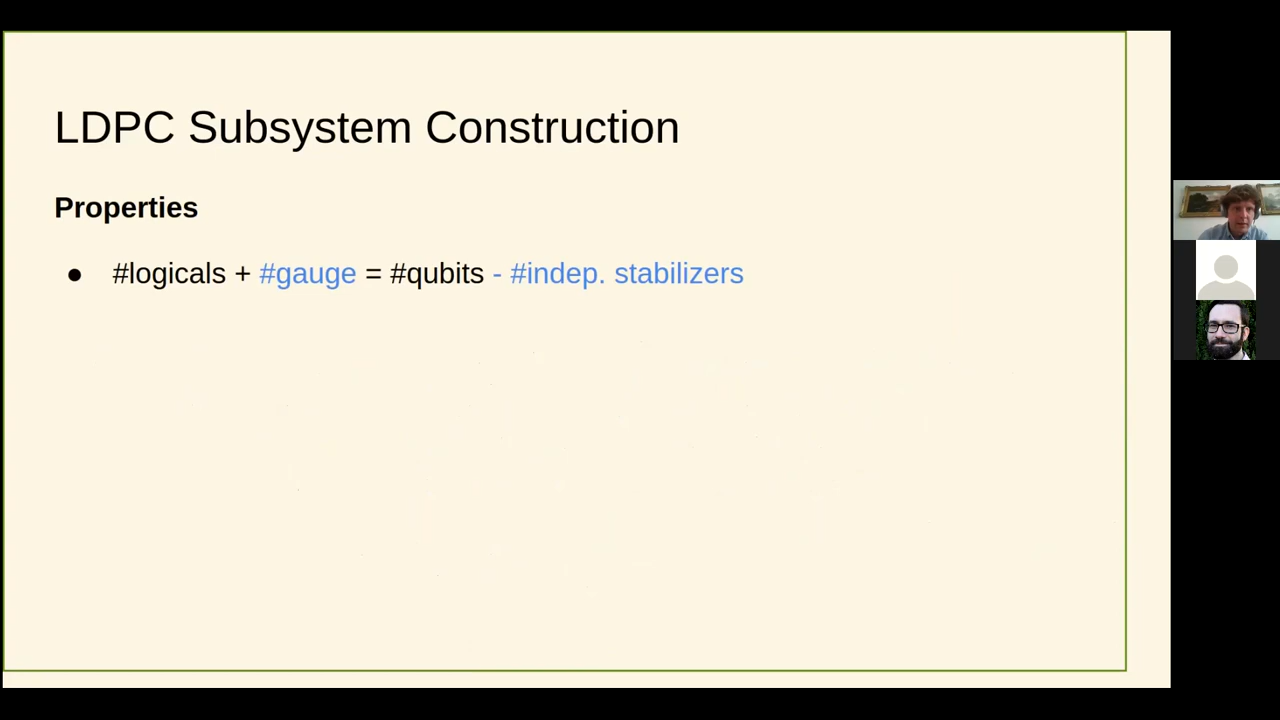 LDPC Subsystem Construction
Properties
● #logicals + #gauge = #qubits - #indep. stabilizers